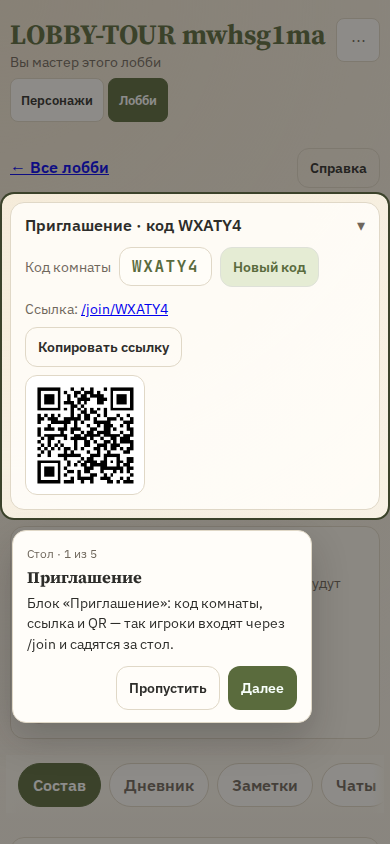 LOBBY-TOUR mwhsg1ma
...
Вы мастер этого лобби
Персонажи
Лобби
← Все лобби
Справка
Приглашение · код WXATY4
▼
Код комнаты
WXATY4
Новый код
Ссылка: /join/WXATY4
Копировать ссылку
удут
Стол · 1 из 5
Приглашение
Блок «Приглашение»: код комнаты,
ссылка и QR — так игроки входят через
/join и садятся за стол.
Пропустить
Далее
Состав
Дневник
Заметки
Чаты